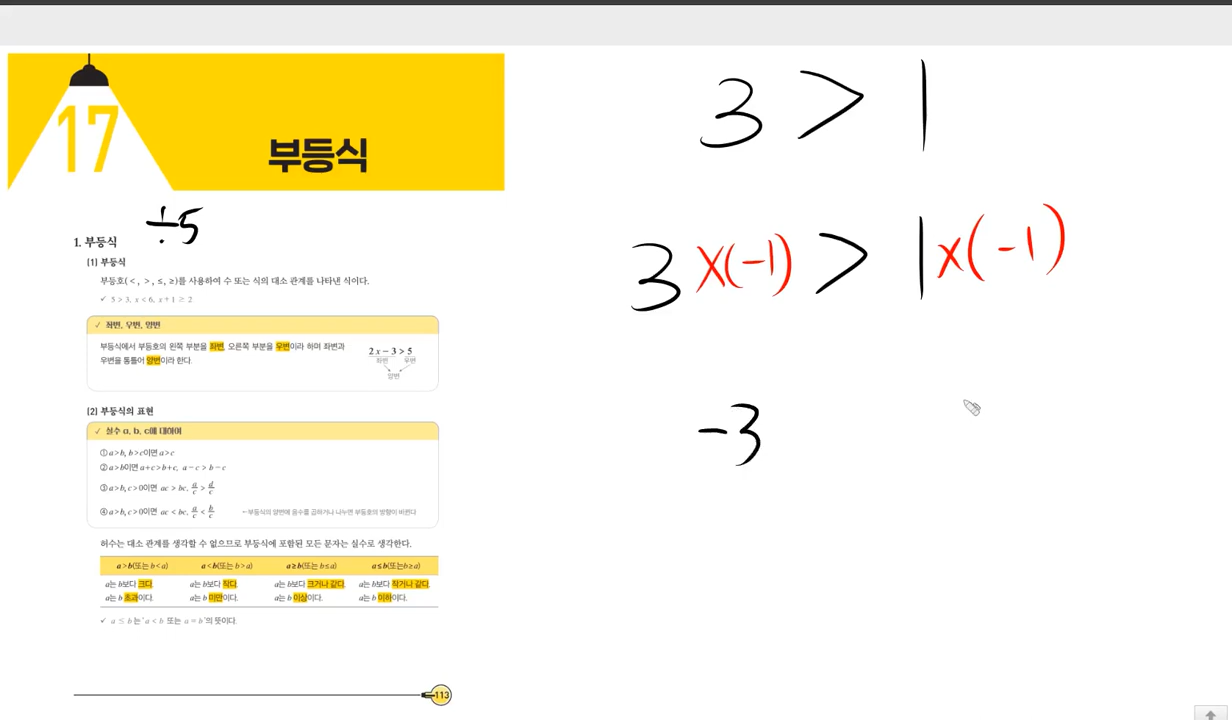 17
부등식
÷5
1. 부등식
(1) 부등식
부등호(<, >, ≤, ≥)를 사용하여 수 또는 식의 대소 관계를 나타낸 식이다.
✓ 5 > 3, x < 6, x + 1 ≥ 2
✓ 좌변, 우변, 양변
부등식에서 부등호의 왼쪽 부분을 좌변, 오른쪽 부분을 우변이라 하며 좌변과
우변을 통틀어 양변이라 한다.
2x − 3 > 5
좌변 우변
양변
(2) 부등식의 표현
✓ 실수 a, b, c에 대하여
① a>b, b>c이면 a>c
② a>b이면 a+c>b+c, a−c > b−c
③ a>b, c>0이면 ac > bc, a/c > d/c
④ a>b, c>0이면 ac < bc, a/c < b/c ←부등식의 양변에 음수를 곱하거나 나누면 부등호의 방향이 바뀐다
허수는 대소 관계를 생각할 수 없으므로 부등식에 포함된 모든 문자는 실수로 생각한다.
a>b(또는 b<a) a<b(또는 b>a) a≥b(또는 b≤a) a≤b(또는b≥a)
a는 b보다 크다. a는 b보다 작다. a는 b보다 크거나 같다. a는 b보다 작거나 같다.
a는 b 초과이다. a는 b 미만이다. a는 b 이상이다. a는 b 이하이다.
✓ a ≤ b 는 'a < b 또는 a = b'의 뜻이다.
113
3 > 1
3 x(-1) > 1 x(-1)
-3